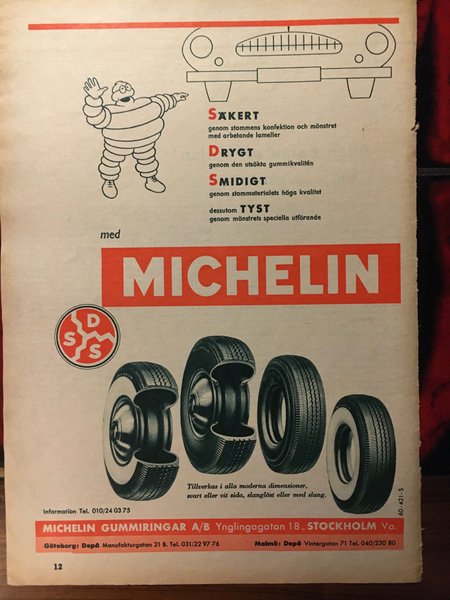 SÄKERT
genom stommens konfektion och mönstret
med arbetande lameller
DRYGT
genom den utsökta gummikvalitén
SMIDIGT
genom stommaterialets höga kvalitet
dessutom TYST
genom mönstrets speciella utförande
med
MICHELIN
S D S
Tillverkas i alla moderna dimensioner,
svart eller vit sida, slanglöst eller med slang.
Information Tel. 010/24 03 75
60-421-S
MICHELIN GUMMIRINGAR A/B Ynglingagatan 18, STOCKHOLM Va.
Göteborg: Depå Manufakturgatan 21 B. Tel. 031/22 97 76
Malmö: Depå Vintergatan 71 Tel. 040/230 80
12